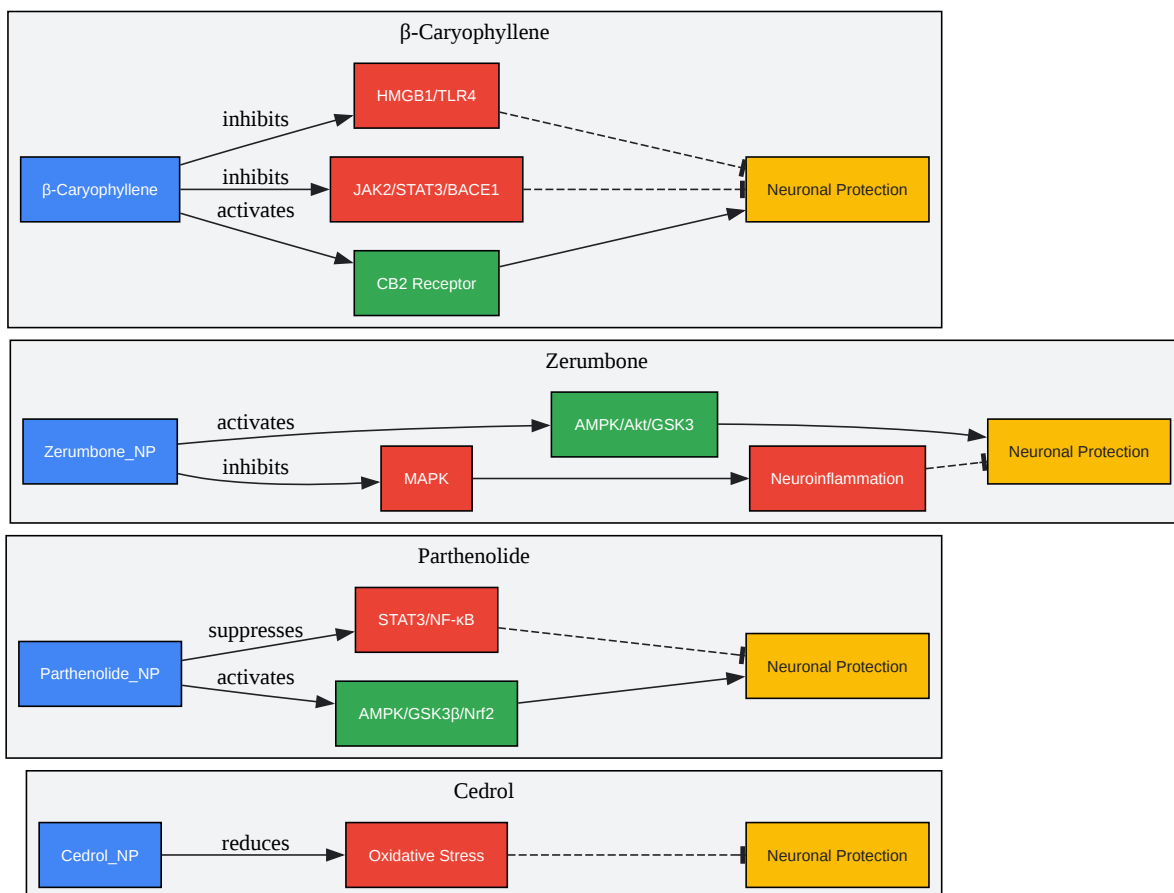 β-Caryophyllene
HMGB1/TLR4
inhibits
β-Caryophyllene
inhibits
JAK2/STAT3/BACE1
Neuronal Protection
activates
CB2 Receptor
Zerumbone
activates
AMPK/Akt/GSK3
Zerumbone_NP
Neuronal Protection
inhibits
MAPK
Neuroinflammation
Parthenolide
STAT3/NF-κB
suppresses
Parthenolide_NP
Neuronal Protection
activates
AMPK/GSK3β/Nrf2
Cedrol
Cedrol_NP
reduces
Oxidative Stress
Neuronal Protection